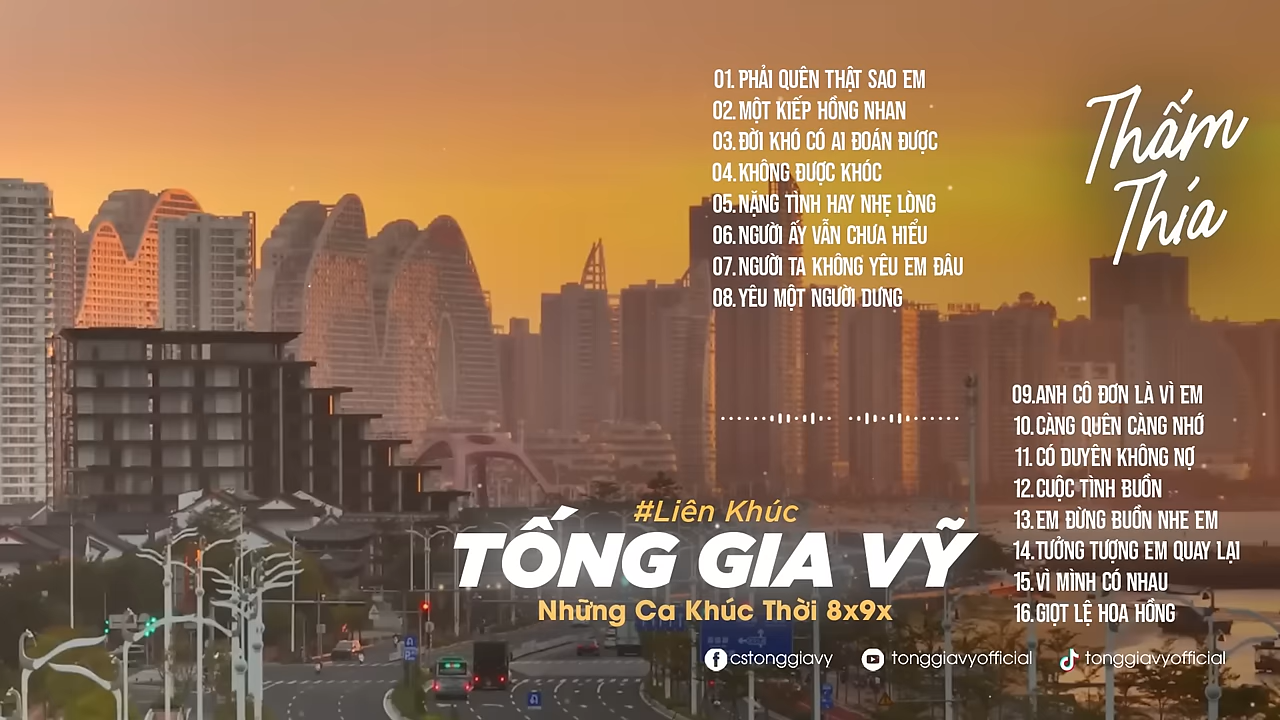 01. PHẢI QUÊN THẬT SAO EM
02. MỘT KIẾP HỒNG NHAN
03. ĐỜI KHÓ CÓ AI ĐOÁN ĐƯỢC
04. KHÔNG ĐƯỢC KHÓC
05. NẶNG TÌNH HAY NHẸ LÒNG
06. NGƯỜI ẤY VẪN CHƯA HIỂU
07. NGƯỜI TA KHÔNG YÊU EM ĐÂU
08. YÊU MỘT NGƯỜI DƯNG
Thấm
Thía
09. ANH CÔ ĐƠN LÀ VÌ EM
10. CÀNG QUÊN CÀNG NHỚ
11. CÓ DUYÊN KHÔNG NỢ
12. CUỘC TÌNH BUỒN
13. EM ĐỪNG BUỒN NHE EM
14. TƯỞNG TƯỢNG EM QUAY LẠI
15. VÌ MÌNH CÓ NHAU
16. GIỌT LỆ HOA HỒNG
#Liên Khúc
TỐNG GIA VỸ
Những Ca Khúc Thời 8x9x
cstonggiavy tonggiavyofficial tonggiavyofficial